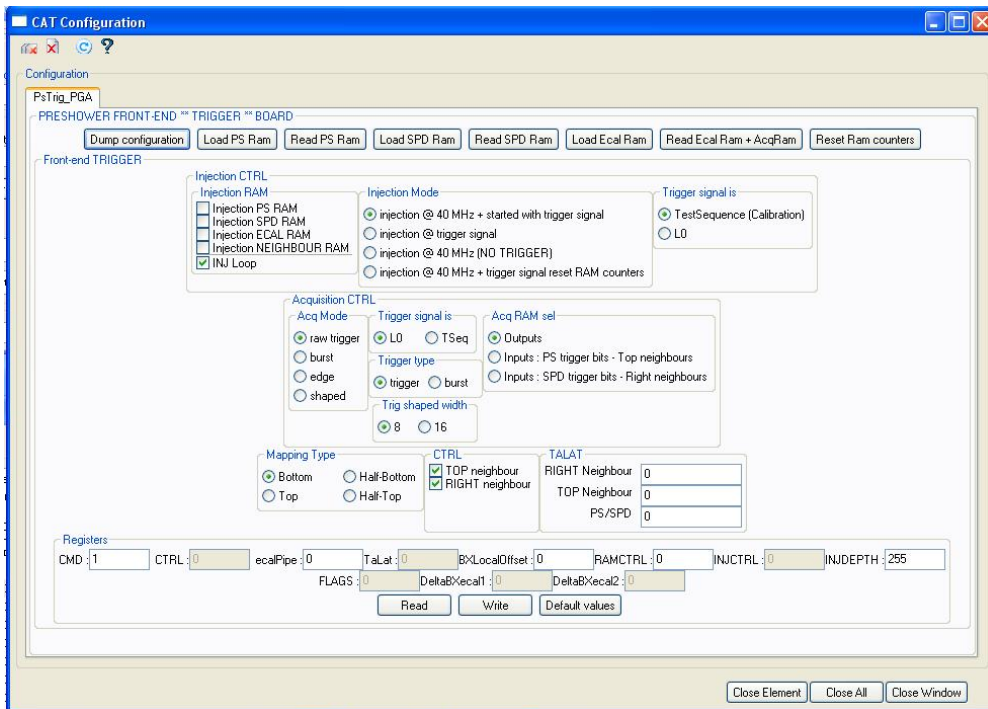 CAT Configuration
Configuration
PsTrig_PGA
PRESHOWER FRONT-END ** TRIGGER ** BOARD
Dump configuration Load PS Ram Read PS Ram Load SPD Ram Read SPD Ram Load Ecal Ram Read Ecal Ram + AcqRam Reset Ram counters
Front-end TRIGGER
Injection CTRL
Injection RAM
Injection PS RAM
Injection SPD RAM
Injection ECAL RAM
Injection NEIGHBOUR RAM
INJ Loop
Injection Mode
injection @ 40 MHz + started with trigger signal
injection @ trigger signal
injection @ 40 MHz (NO TRIGGER)
injection @ 40 MHz + trigger signal reset RAM counters
Trigger signal is
TestSequence (Calibration)
L0
Acquisition CTRL
Acq Mode
raw trigger
burst
edge
shaped
Trigger signal is
L0 TSeq
Trigger type
trigger burst
Trig shaped width
8 16
Acq RAM sel
Outputs
Inputs : PS trigger bits - Top neighbours
Inputs : SPD trigger bits - Right neighbours
Mapping Type
Bottom Half-Bottom
Top Half-Top
CTRL
TOP neighbour
RIGHT neighbour
TALAT
RIGHT Neighbour 0
TOP Neighbour 0
PS/SPD 0
Registers
CMD : 1 CTRL : 0 ecalPipe : 0 TaLat : 0 BXLocalOffset : 0 RAMCTRL : 0 INJCTRL : 0 INJDEPTH : 255
FLAGS : 0 DeltaBXecal1 : 0 DeltaBXecal2 : 0
Read Write Default values
Close Element Close All Close Window